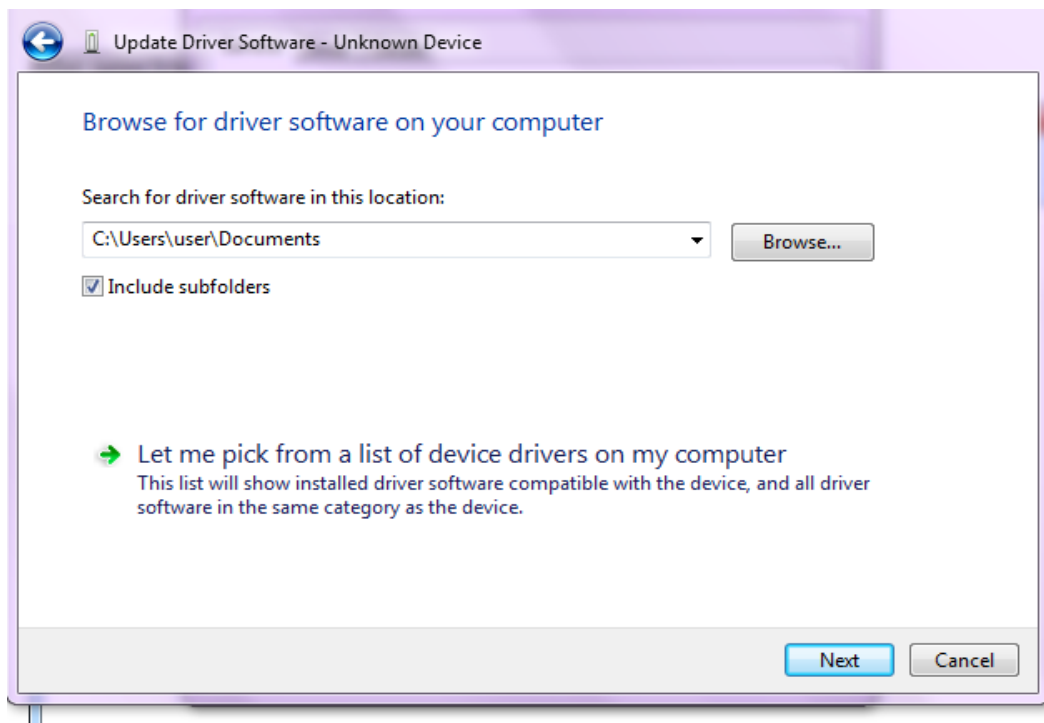 Update Driver Software - Unknown Device
Browse for driver software on your computer
Search for driver software in this location:
C:\Users\user\Documents
Browse...
Include subfolders
Let me pick from a list of device drivers on my computer
This list will show installed driver software compatible with the device, and all driver
software in the same category as the device.
Next
Cancel